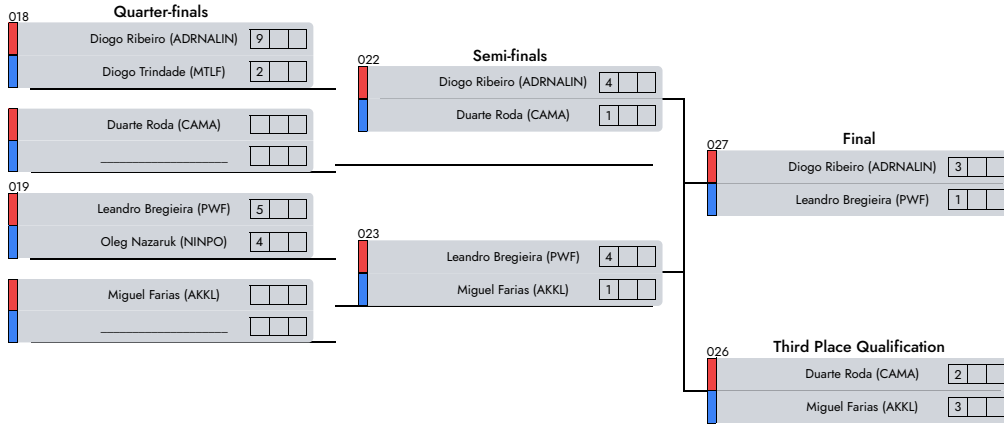 Quarter-finals
018
Diogo Ribeiro (ADRNALIN) 9
Diogo Trindade (MTLF) 2
Duarte Roda (CAMA)
____________________
019
Leandro Bregieira (PWF) 5
Oleg Nazaruk (NINPO) 4
Miguel Farias (AKKL)
____________________
Semi-finals
022
Diogo Ribeiro (ADRNALIN) 4
Duarte Roda (CAMA) 1
023
Leandro Bregieira (PWF) 4
Miguel Farias (AKKL) 1
Final
027
Diogo Ribeiro (ADRNALIN) 3
Leandro Bregieira (PWF) 1
Third Place Qualification
026
Duarte Roda (CAMA) 2
Miguel Farias (AKKL) 3